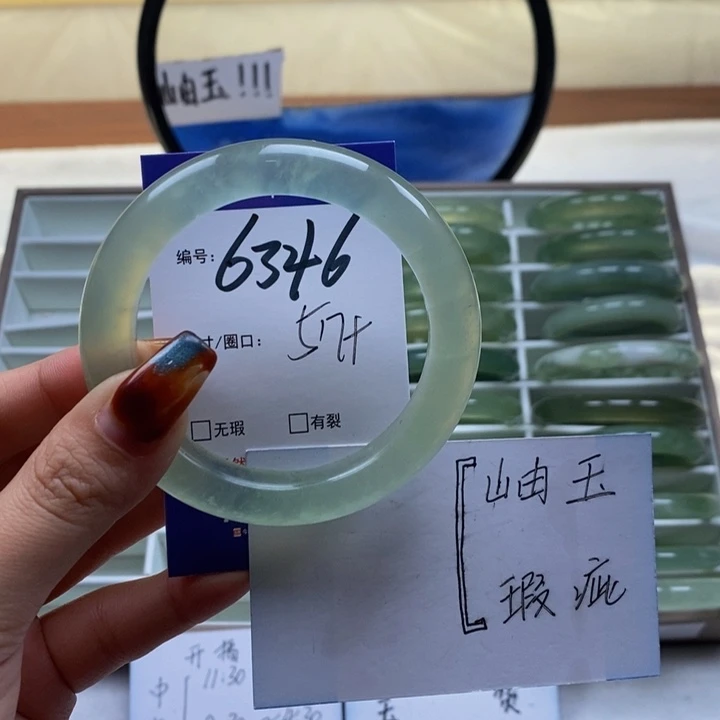 岫玉!!!
编号: 6346
寸/圈口: 57+
无瑕 有裂
岫玉
瑕疵
开播
中 11:30